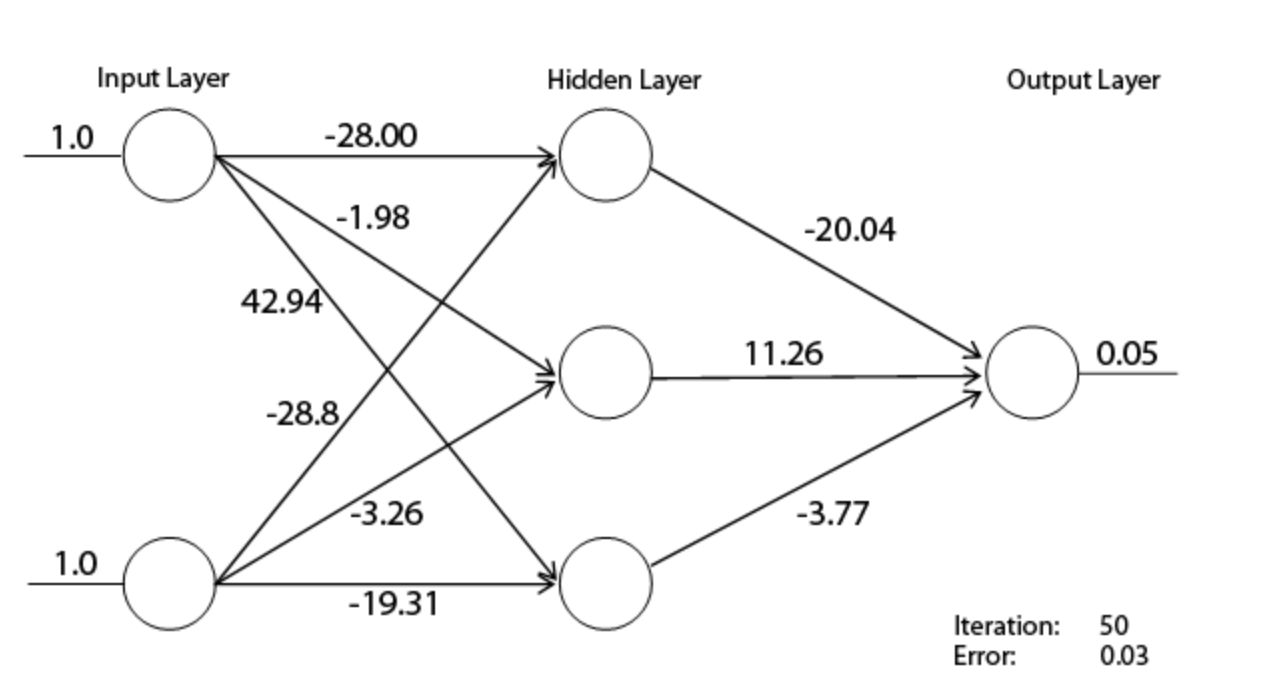 Input Layer
Hidden Layer
Output Layer
1.0
-28.00
-1.98
-20.04
42.94
11.26
0.05
-28.8
-3.26
-3.77
1.0
-19.31
Iteration: 50
Error: 0.03